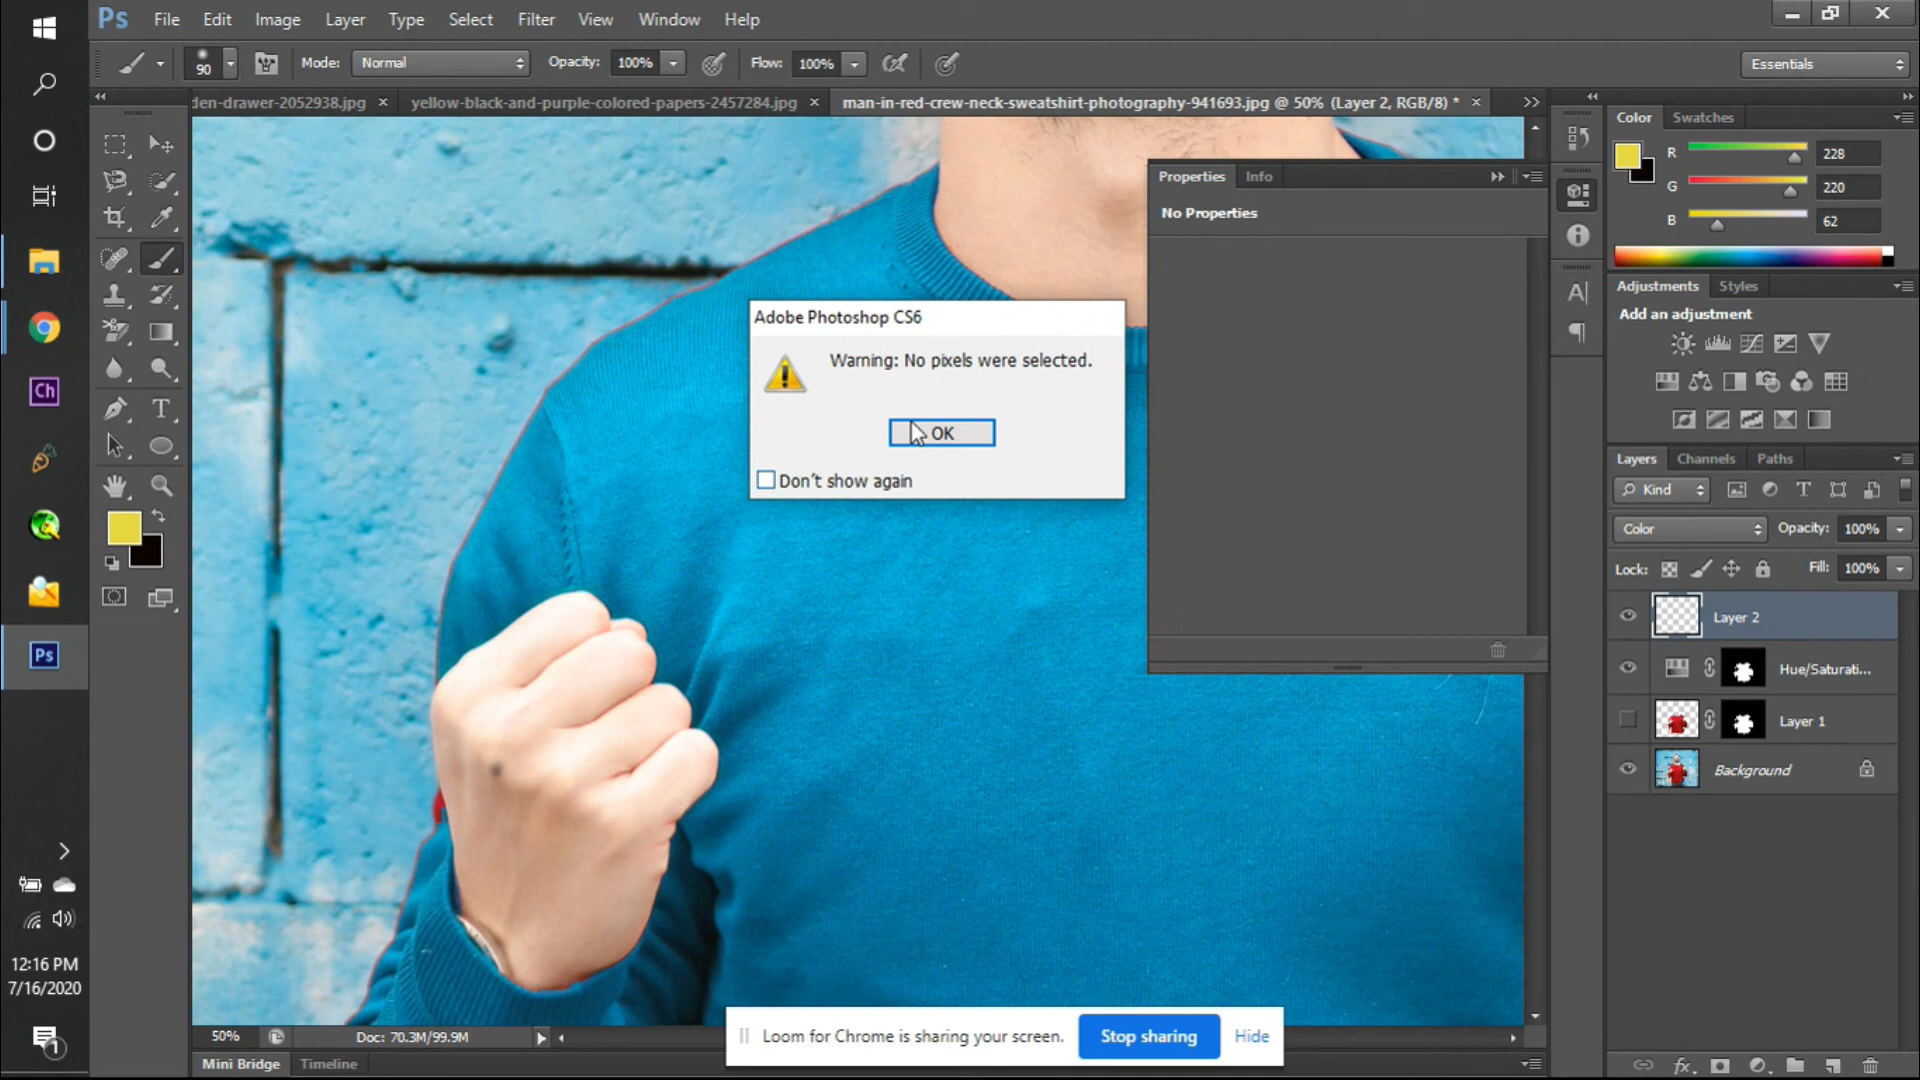 Ps File Edit Image Layer Type Select Filter View Window Help
90 Mode: Normal Opacity: 100% Flow: 100% Essentials
den-drawer-2052938.jpg × yellow-black-and-purple-colored-papers-2457284.jpg × man-in-red-crew-neck-sweatshirt-photography-941693.jpg @ 50% (Layer 2, RGB/8) * ×
Color Swatches
R 228
G 220
B 62
Properties Info
No Properties
Adjustments Styles
Add an adjustment
Adobe Photoshop CS6
Warning: No pixels were selected.
OK
Don't show again
Layers Channels Paths
Kind
Color Opacity: 100%
Lock: Fill: 100%
Layer 2
Hue/Saturati...
Layer 1
Background
Ch
Ps
12:16 PM
7/16/2020
1
50% Doc: 70.3M/99.9M
Loom for Chrome is sharing your screen. Stop sharing Hide
Mini Bridge Timeline